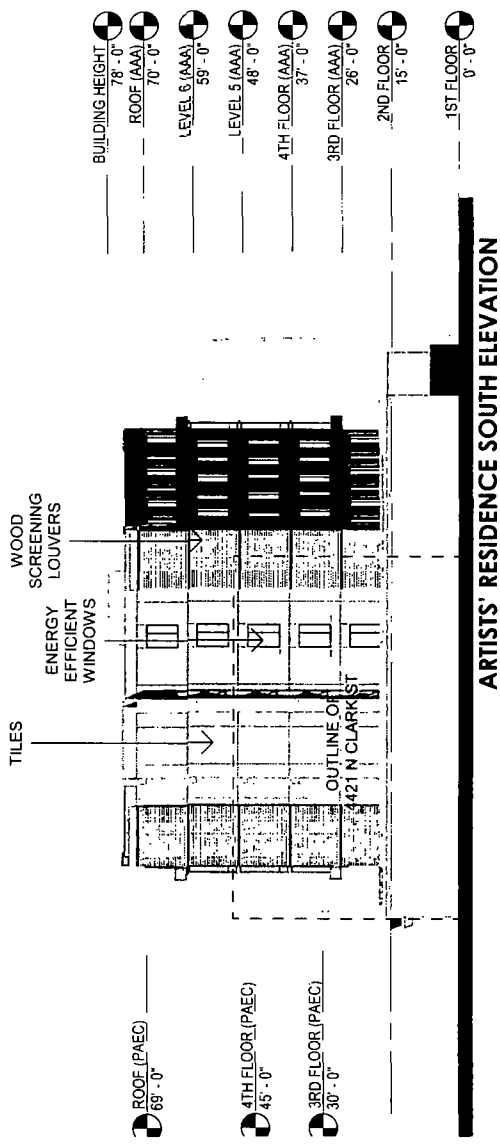 BUILDING HEIGHT
78' - 0"
ROOF (AAA)
70' - 0"
LEVEL 6 (AAA)
59' - 0"
LEVEL 5 (AAA)
48' - 0"
4TH FLOOR (AAA)
37' - 0"
3RD FLOOR (AAA)
26' - 0"
2ND FLOOR
15' - 0"
1ST FLOOR
0' - 0"
WOOD
SCREENING
LOUVERS
ENERGY
EFFICIENT
WINDOWS
TILES
OUTLINE OF
4421 N CLARK ST
ROOF (PAEC)
69' - 0"
4TH FLOOR (PAEC)
45' - 0"
3RD FLOOR (PAEC)
30' - 0"
ARTISTS' RESIDENCE SOUTH ELEVATION